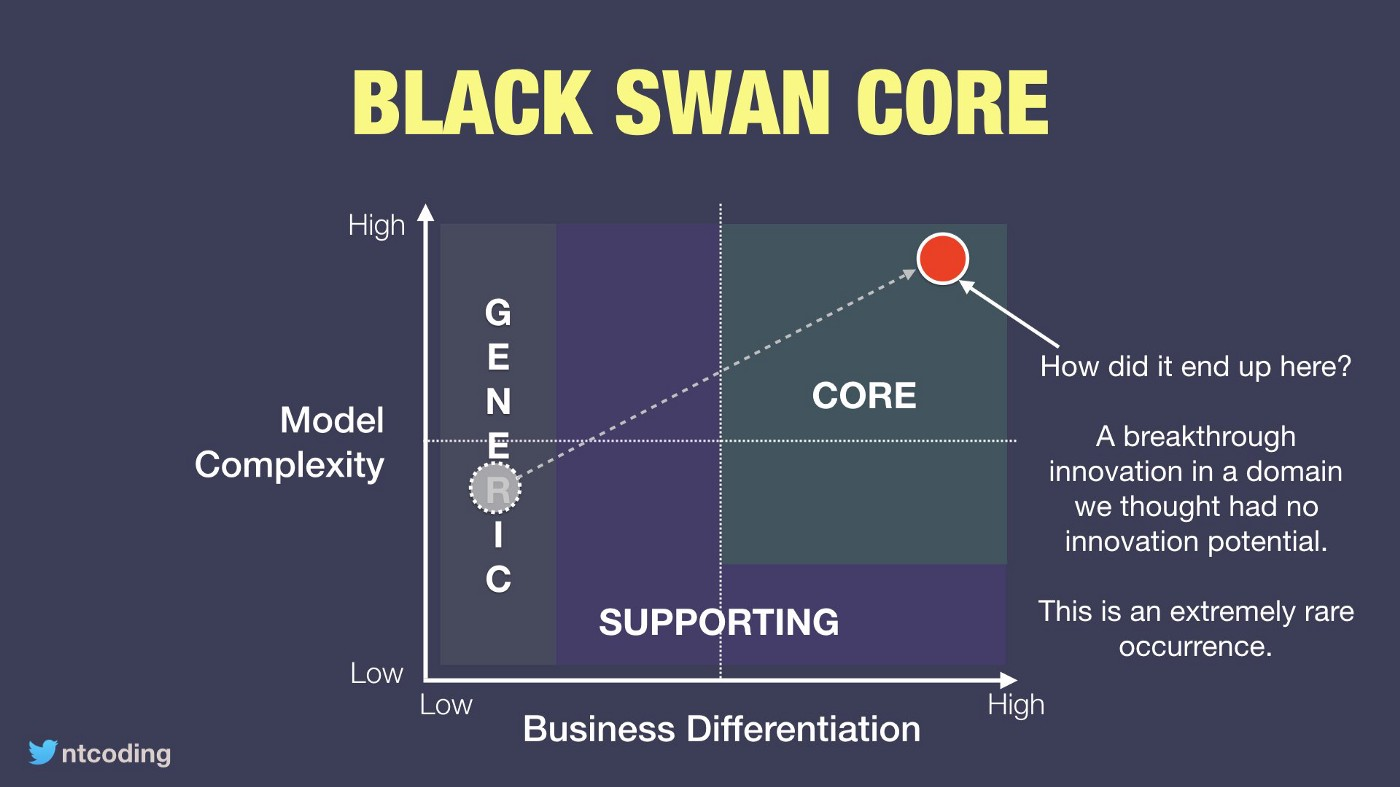 BLACK SWAN CORE
High
G
E
N
E
R
I
C
CORE
Model
Complexity
SUPPORTING
Low
Low
High
Business Differentiation
How did it end up here?
A breakthrough
innovation in a domain
we thought had no
innovation potential.
This is an extremely rare
occurrence.
ntcoding